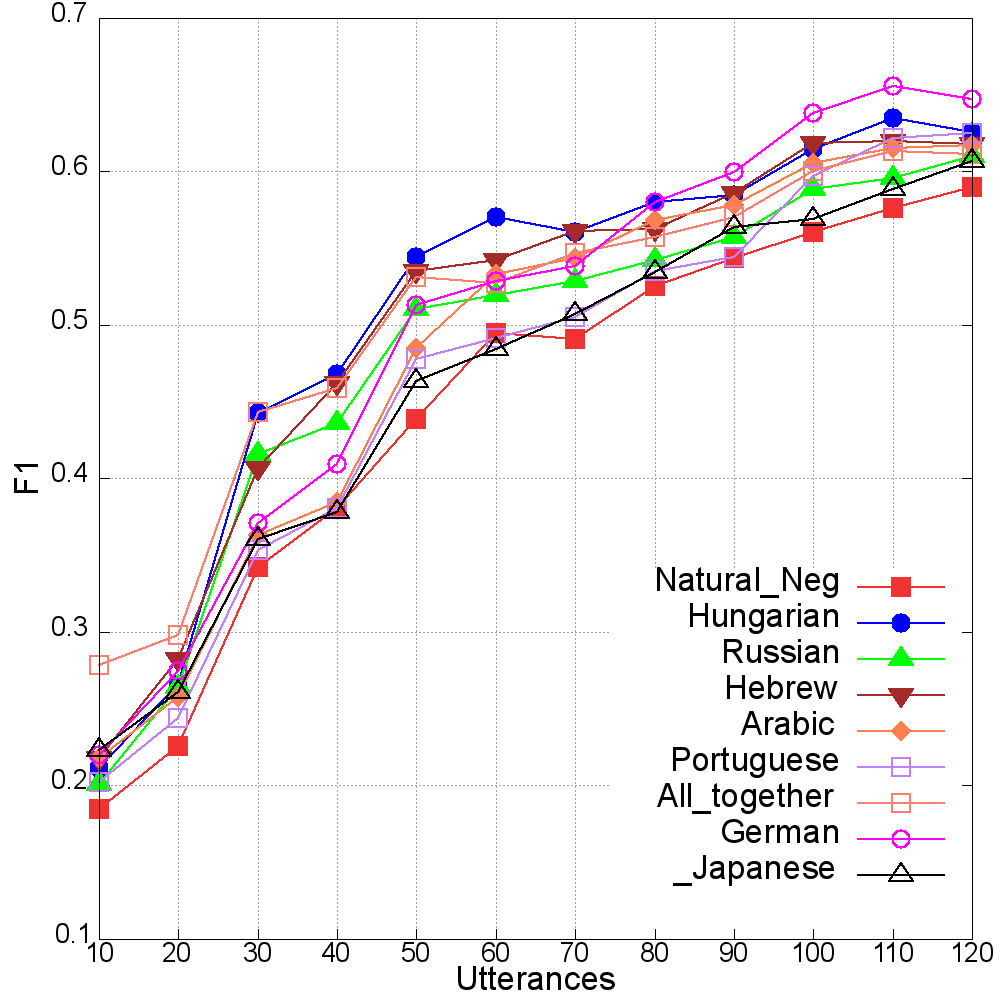 0.7
0.6
0.5
0.4
0.3
0.2
0.1
F1
Natural_Neg
Hungarian
Russian
Hebrew
Arabic
Portuguese
All_together
German
_Japanese
10 20 30 40 50 60 70 80 90 100 110 120
Utterances